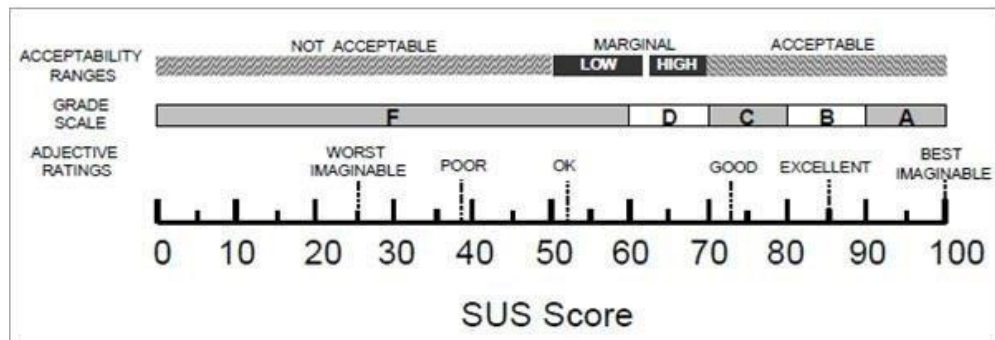 NOT ACCEPTABLE MARGINAL ACCEPTABLE
ACCEPTABILITY
RANGES
LOW HIGH
GRADE
SCALE
F D C B A
ADJECTIVE
RATINGS
WORST
IMAGINABLE
POOR
OK
GOOD
EXCELLENT
BEST
IMAGINABLE
0 10 20 30 40 50 60 70 80 90 100
SUS Score